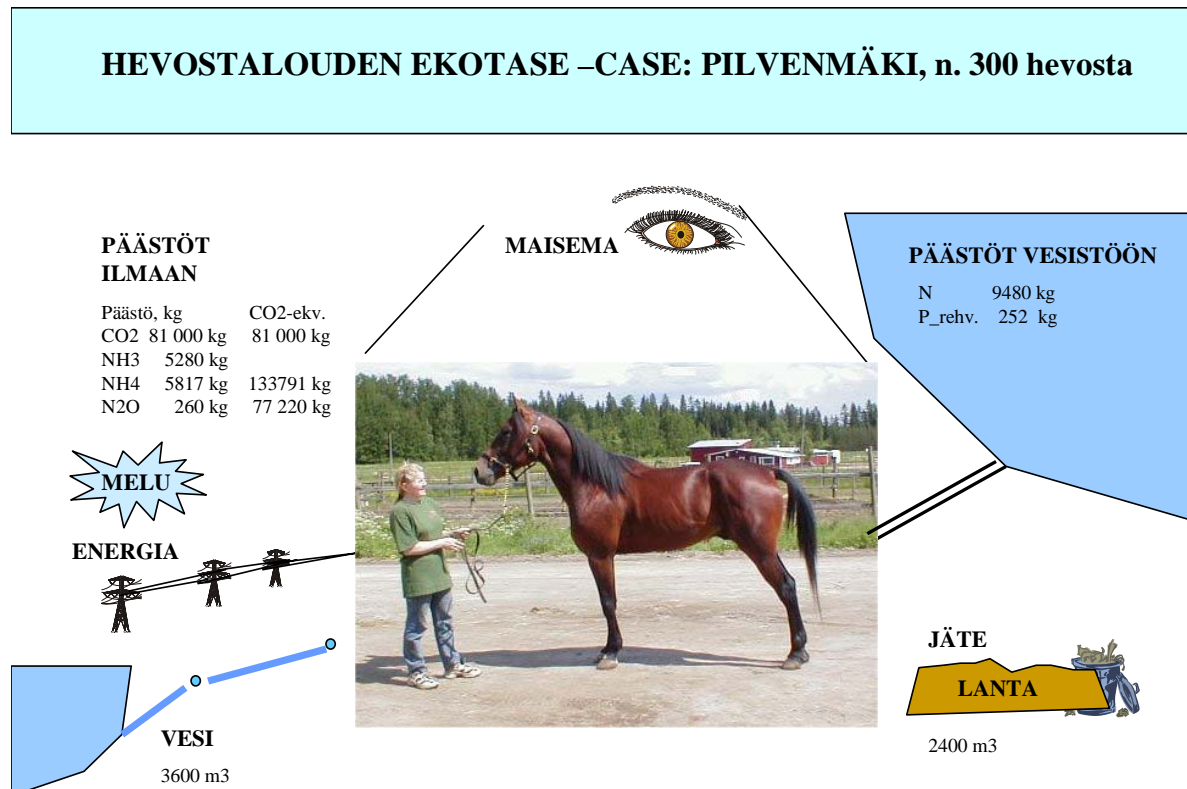 HEVOSTALOUDEN EKOTASE –CASE: PILVENMÄKI, n. 300 hevosta
PÄÄSTÖT
ILMAAN
Päästö, kg CO2-ekv.
CO2 81 000 kg 81 000 kg
NH3 5280 kg
NH4 5817 kg 133791 kg
N2O 260 kg 77 220 kg
MAISEMA
PÄÄSTÖT VESISTÖÖN
N 9480 kg
P_rehv. 252 kg
MELU
ENERGIA
VESI
3600 m3
JÄTE
LANTA
2400 m3